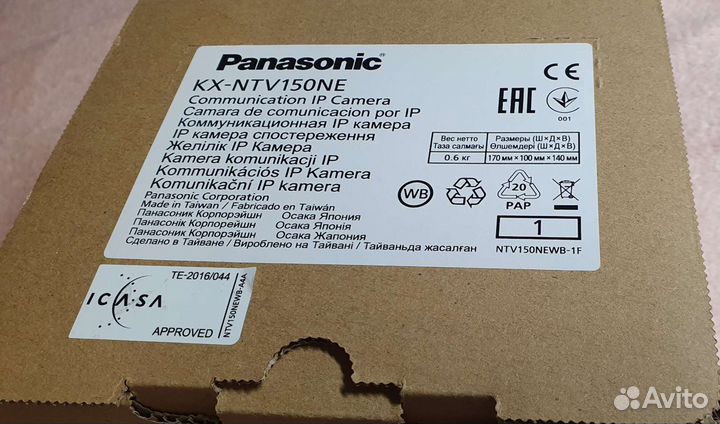 Panasonic®
KX-NTV150NE
Communication IP Camera
Camara de comunicacion por IP
Коммуникационная IP камера
IP камера спостереження
Желілік IP Камера
Kamera komunikacji IP
Kommunikációs IP Kamera
Komunikační IP kamera
Panasonic Corporation
Made in Taiwan / Fabricado en Taiwán
Панасоник Корпорэйшн Осака Япония
Панасонік Корпорейшн Осака Японія
Панасоник Корпорэйшн Осака Жапония
Сделано в Тайване / Вироблено на Тайвані / Тайваньда жасалған
CE
EAC
001
Вес нетто
Таза салмағы
Размеры (Ш×Д×В)
Өлшемдері (Ш×Д×В)
0.6 кг
170 мм × 100 мм × 140 мм
WB
20
PAP
1
NTV150NEWB-1F
TE-2016/044
ICASA
APPROVED
NTV150NEWB-A4A
Avito